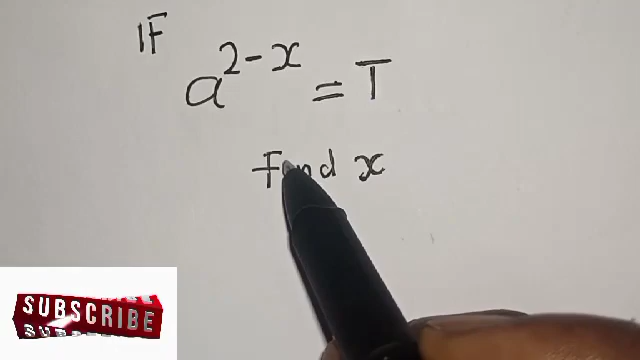 IF
a^{2-x} = T
Find x
SUBSCRIBE